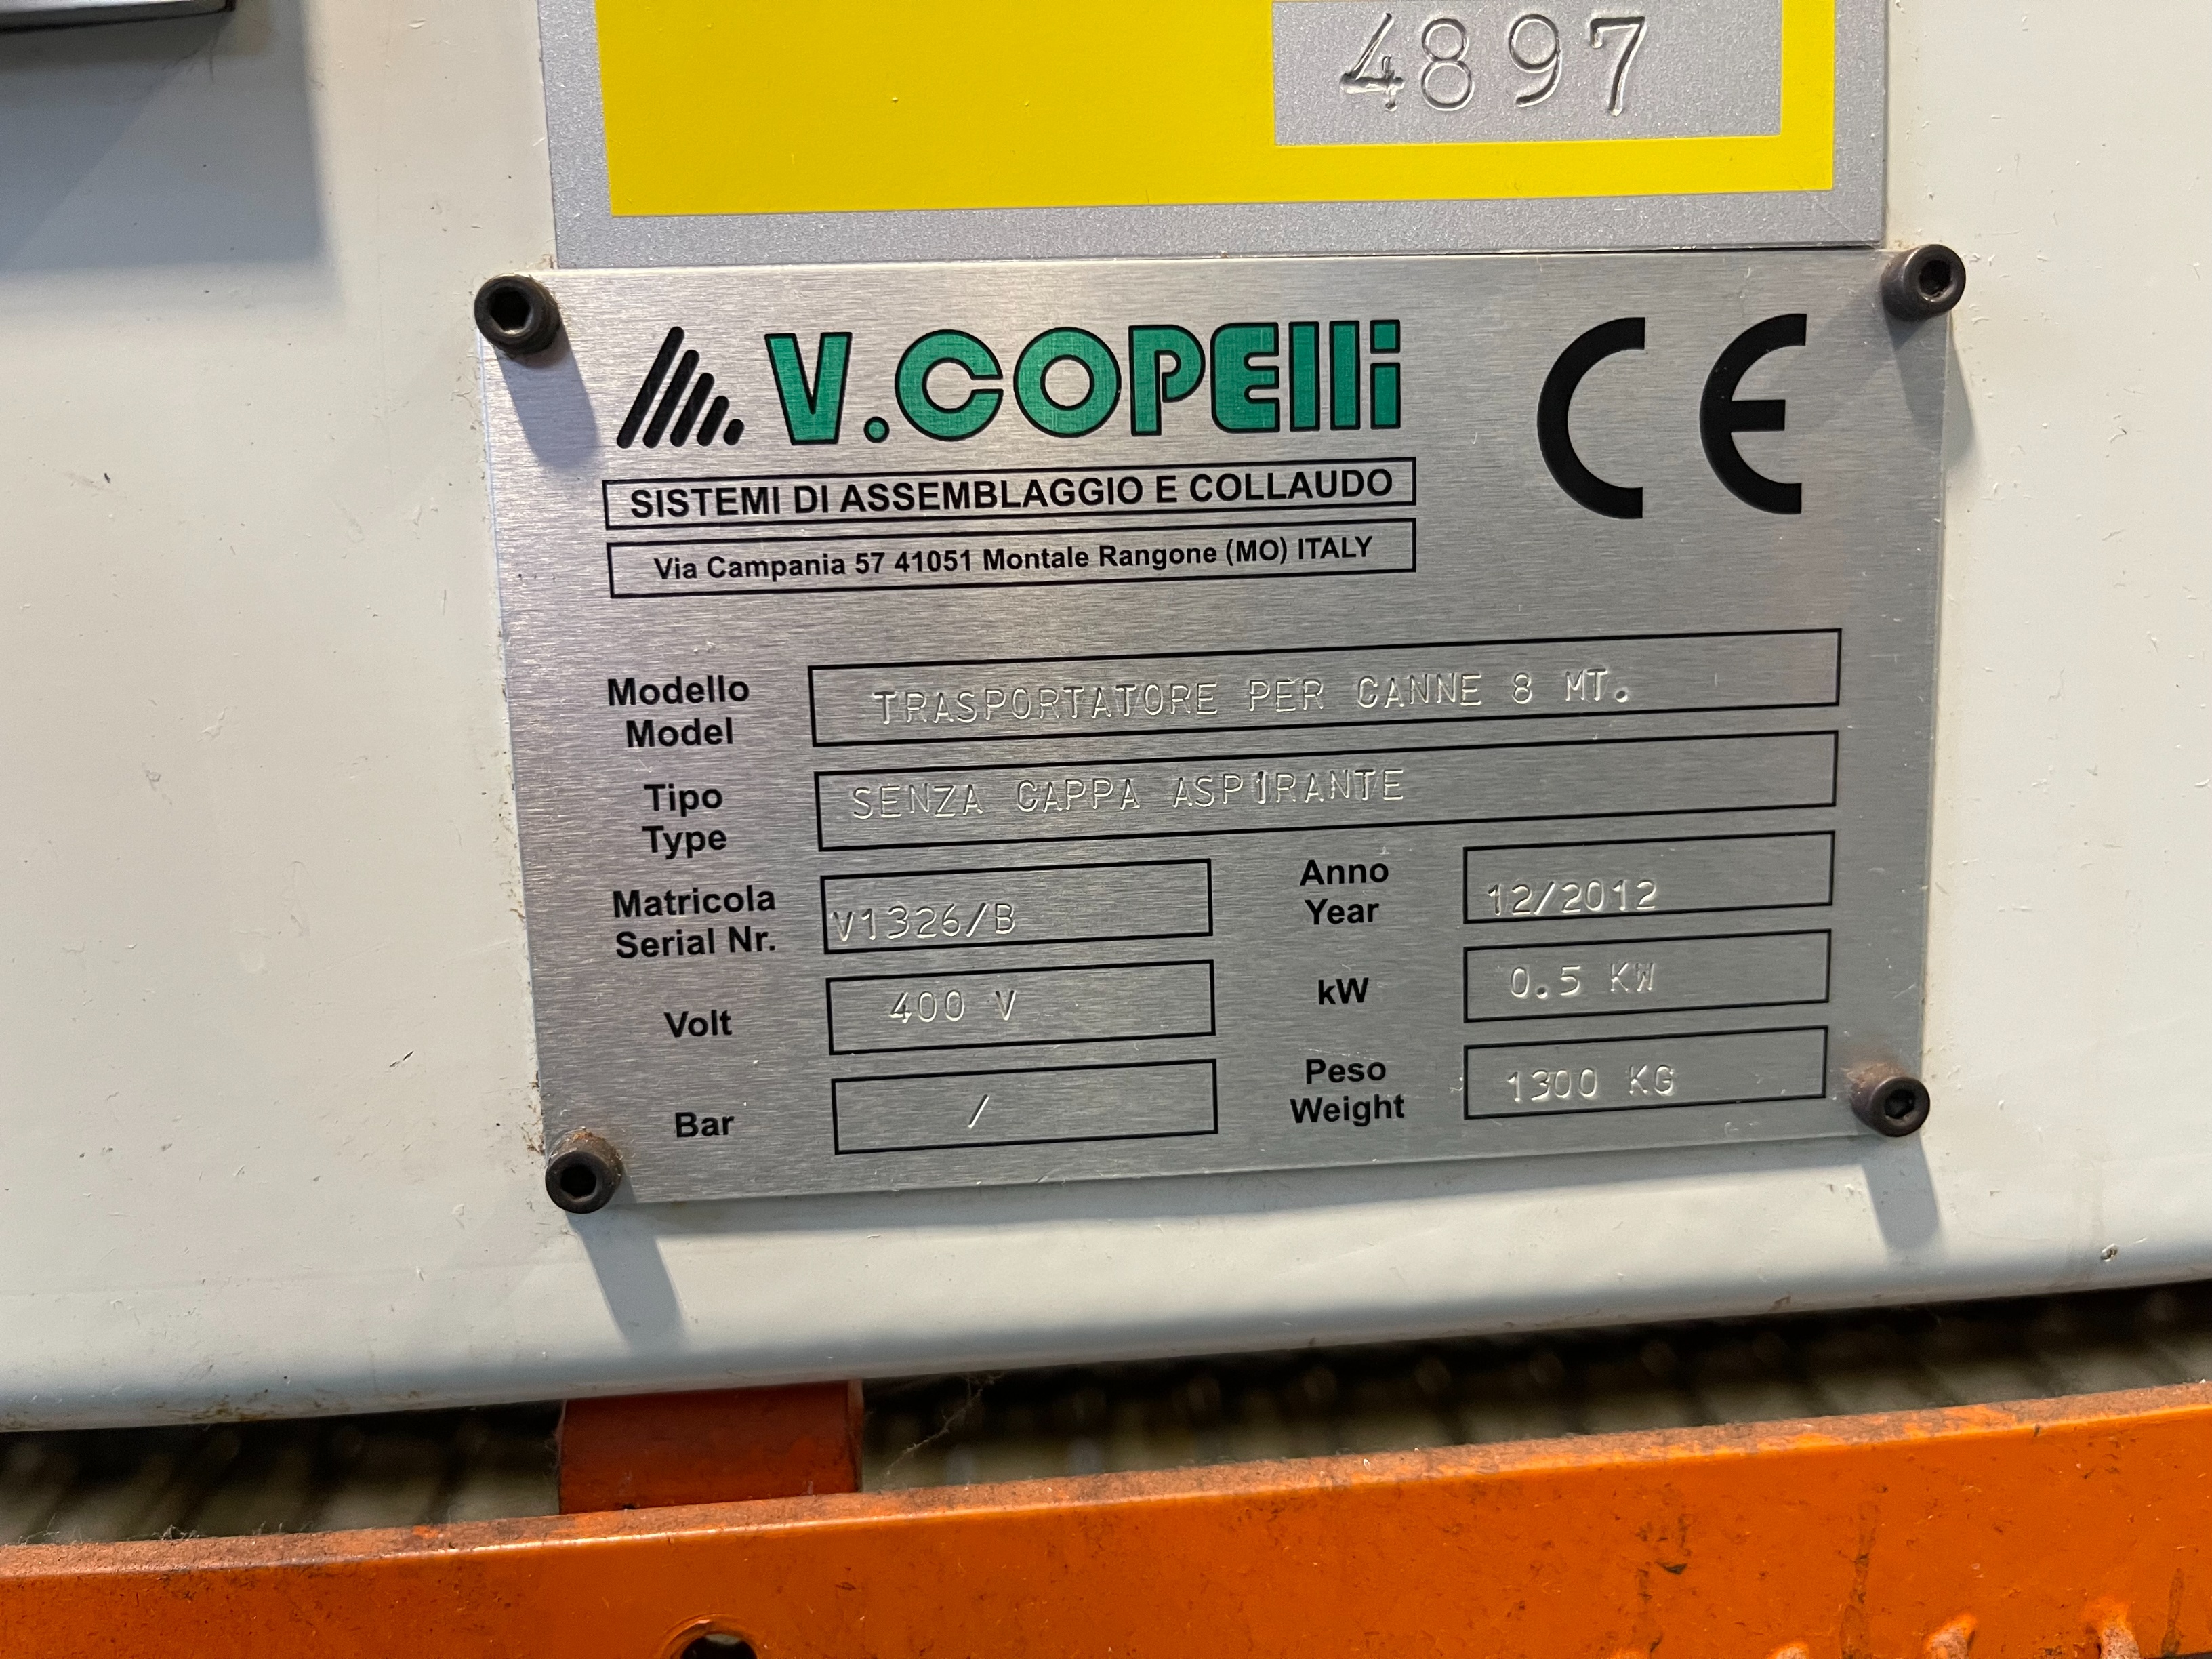 4897
V.COPElli
CE
SISTEMI DI ASSEMBLAGGIO E COLLAUDO
Via Campania 57 41051 Montale Rangone (MO) ITALY
Modello
Model
TRASPORTATORE PER CANNE 8 MT.
Tipo
Type
SENZA CAPPA ASPIRANTE
Matricola
Serial Nr.
V1326/B
Anno
Year
12/2012
Volt
400 V
kW
0.5 KW
Bar
/
Peso
Weight
1300 KG